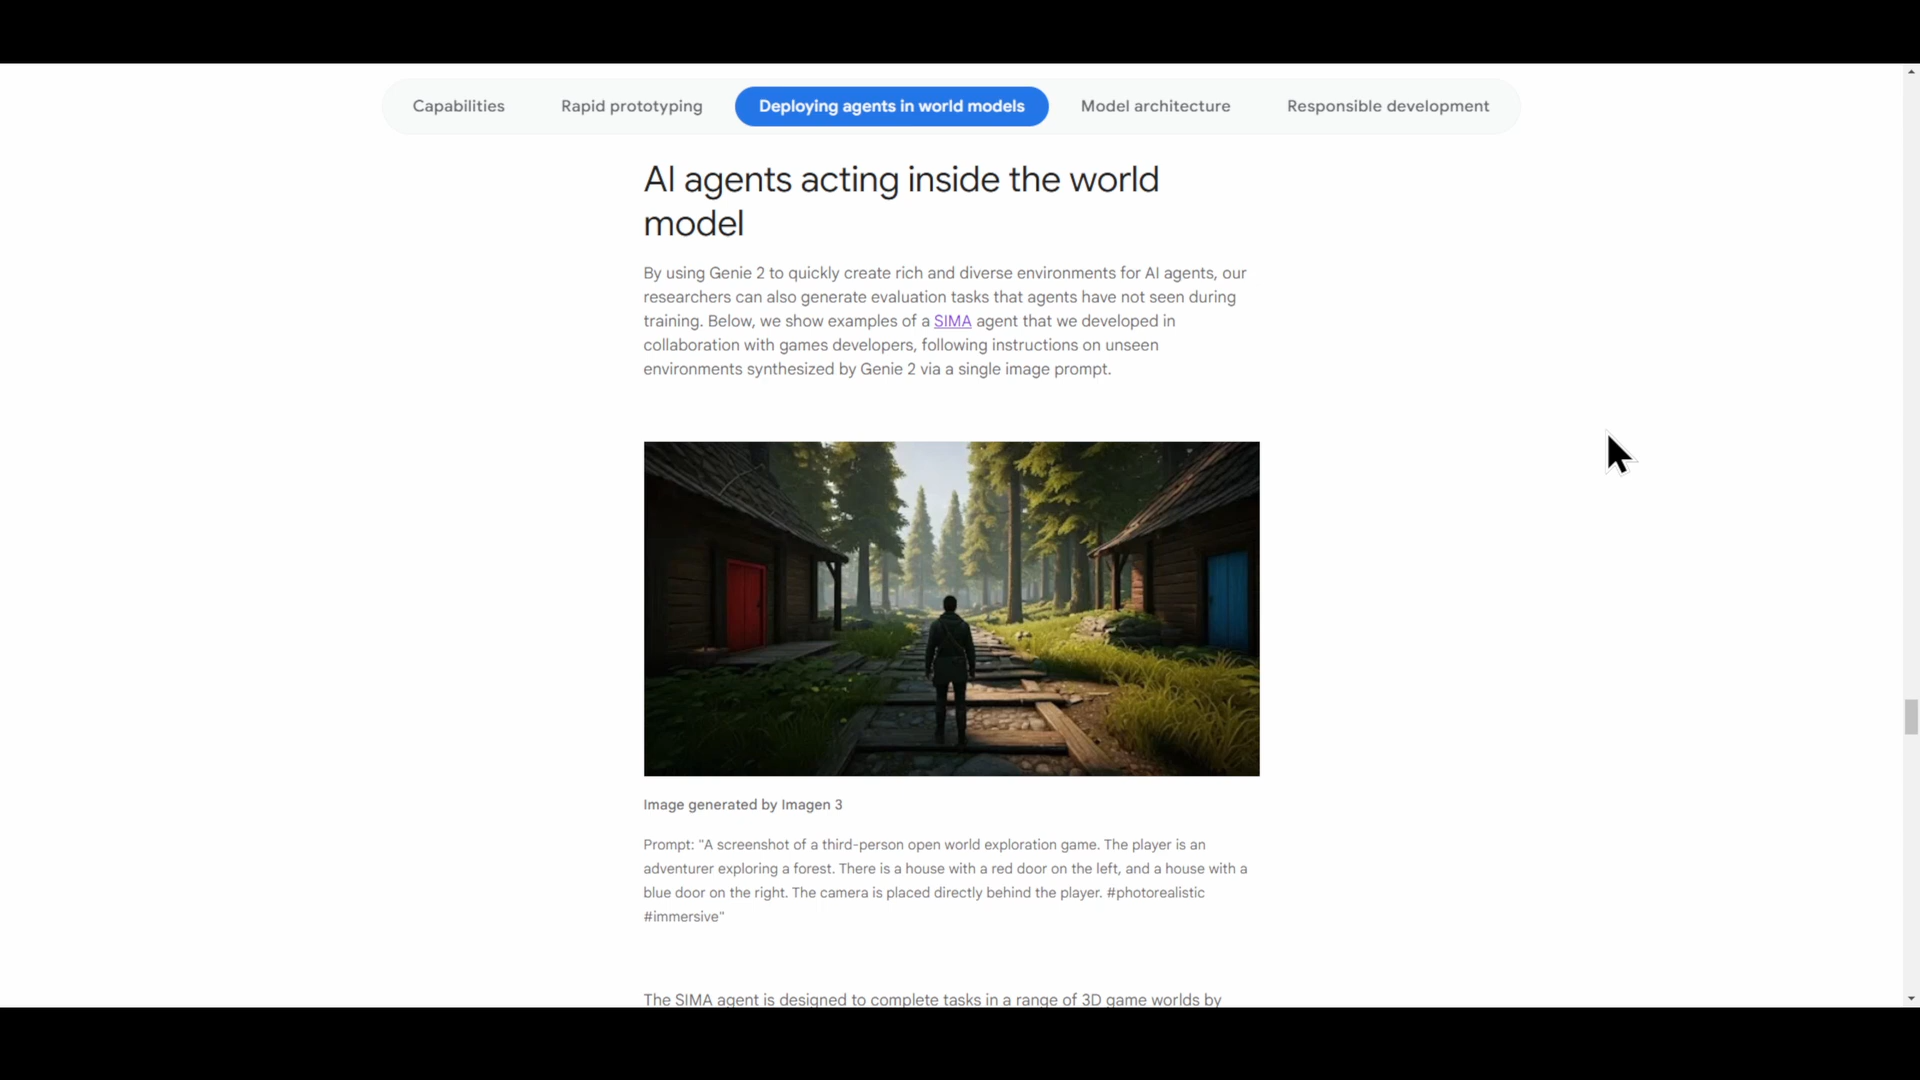 Capabilities
Rapid prototyping
Deploying agents in world models
Model architecture
Responsible development
AI agents acting inside the world
model
By using Genie 2 to quickly create rich and diverse environments for AI agents, our
researchers can also generate evaluation tasks that agents have not seen during
training. Below, we show examples of a SIMA agent that we developed in
collaboration with games developers, following instructions on unseen
environments synthesized by Genie 2 via a single image prompt.
Image generated by Imagen 3
Prompt: "A screenshot of a third-person open world exploration game. The player is an
adventurer exploring a forest. There is a house with a red door on the left, and a house with a
blue door on the right. The camera is placed directly behind the player. #photorealistic
#immersive"
The SIMA agent is designed to complete tasks in a range of 3D game worlds by